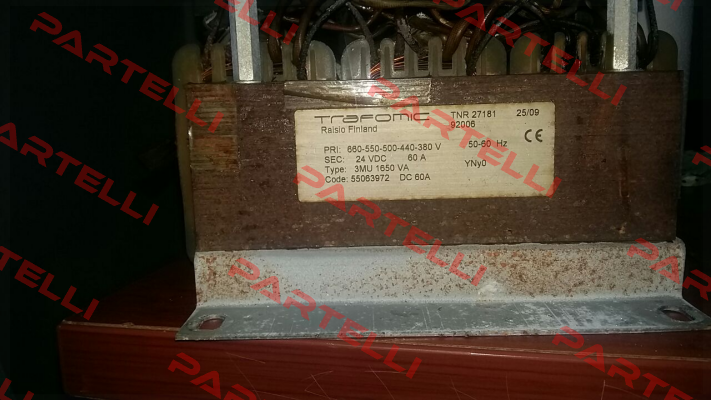 Trafomic TNR 27181 25/09
Raisio Finland 92006
PRI: 660-550-500-440-380 V 50-60 Hz
SEC: 24 VDC 60 A
Type: 3MU 1650 VA YNy0
Code: 55063972 DC 60A
CE
PARTELLI
PARTELLI
PARTELLI
PARTELLI
PARTELLI
PARTELLI
PARTELLI
PARTELLI
PARTELLI